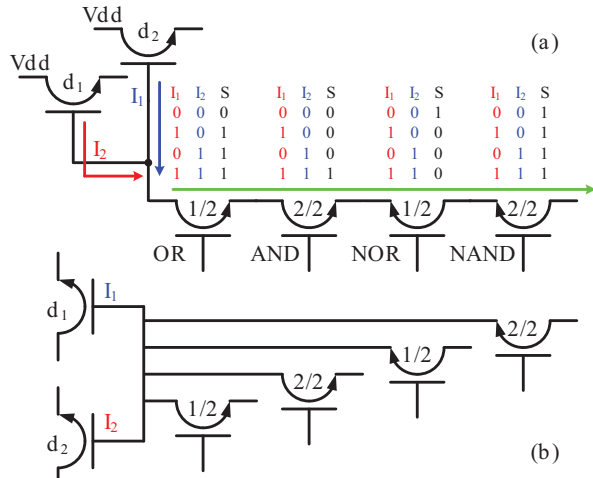 Vdd d₂ (a)
Vdd d₁
I₁
I₂
I₁ I₂ S I₁ I₂ S I₁ I₂ S I₁ I₂ S
0 0 0 0 0 0 0 0 1 0 0 1
1 0 1 1 0 0 1 0 0 1 0 1
0 1 1 0 1 0 0 1 0 0 1 1
1 1 1 1 1 1 1 1 0 1 1 0
1/2 2/2 1/2 2/2
OR AND NOR NAND
d₁ I₁
2/2
1/2
2/2
1/2
d₂ I₂
(b)